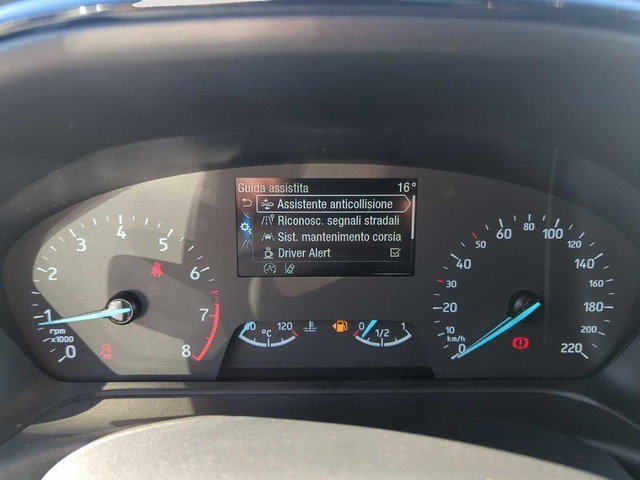 Guida assistita 16°
Assistente anticollisione
Riconosc. segnali stradali
Sist. mantenimento corsia
Driver Alert
0 1 2 3 4 5 6 7 8
rpm
x1000
°C 120
0 1/2 1
0 10 20 30 40 50 60 80 100 120 140 180 200 220
km/h